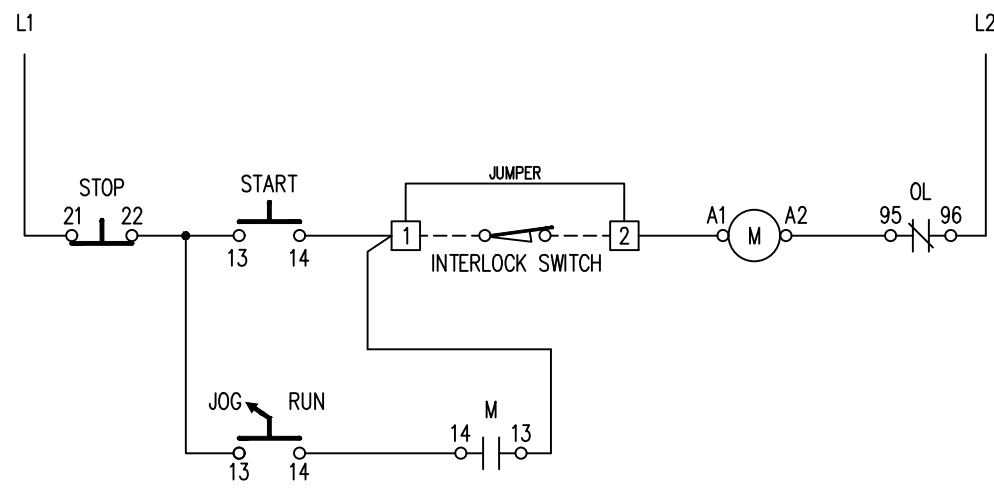 L1
L2
JUMPER
STOP
START
OL
21
22
A1
A2
95
96
1
2
M
13
14
INTERLOCK SWITCH
JOG
RUN
M
14
13
13
14